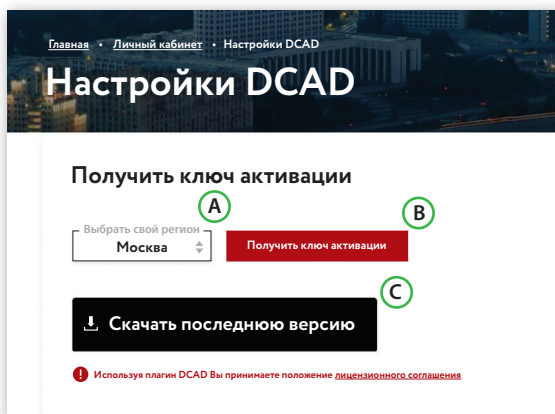 Главная • Личный кабинет • Настройки DCAD
Настройки DCAD
Получить ключ активации
A
B
Выбрать свой регион
Москва
Получить ключ активации
C
Скачать последнюю версию
! Используя плагин DCAD Вы принимаете положение лицензионного соглашения